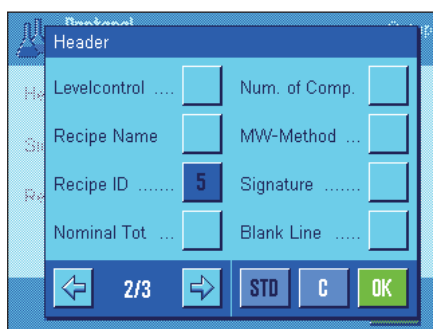 Header
Levelcontrol ....
Num. of Comp.
Recipe Name
MW-Method ...
Recipe ID ....... 5
Signature .......
Nominal Tot ...
Blank Line .....
2/3
STD
C
OK